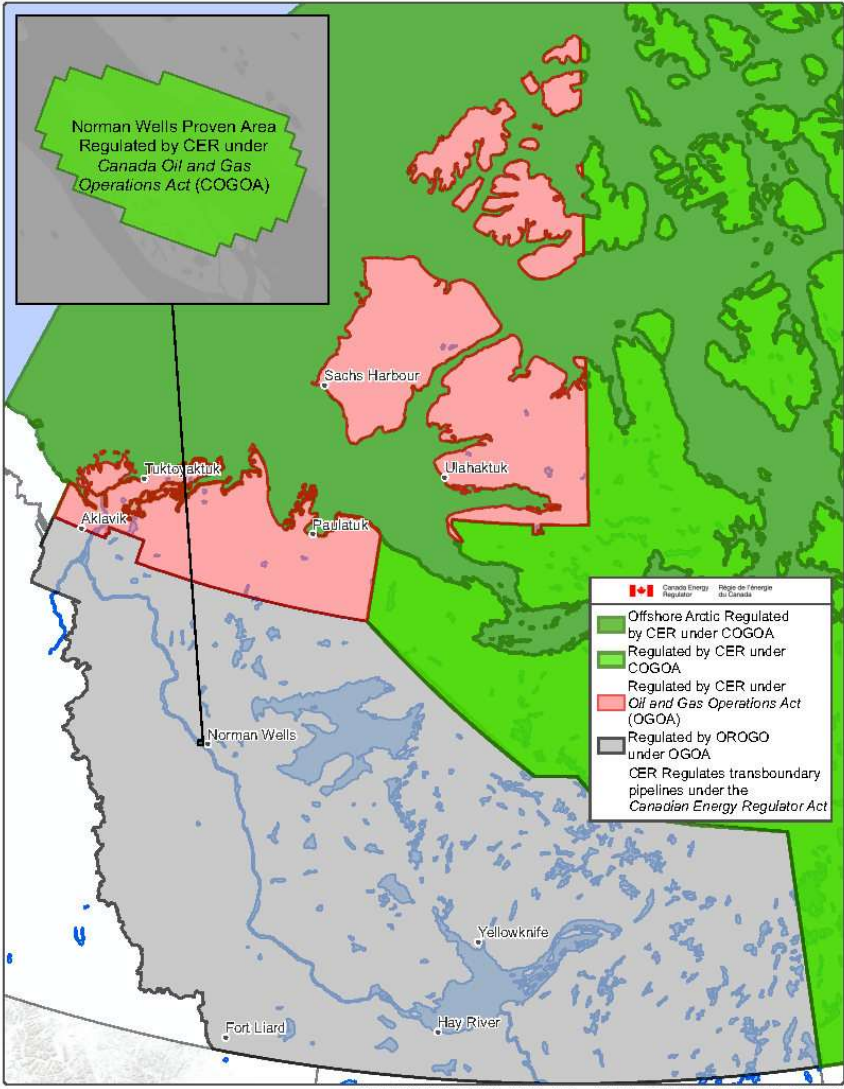 Norman Wells Proven Area
Regulated by CER under
Canada Oil and Gas
Operations Act (COGOA)
Sachs Harbour
Tuktoyaktuk
Ulahaktuk
Aklavik
Paulatuk
Norman Wells
Yellowknife
Hay River
Fort Liard
Canada Energy Regulator
Régie de l'énergie du Canada
Offshore Arctic Regulated
by CER under COGOA
Regulated by CER under
COGOA
Regulated by CER under
Oil and Gas Operations Act
(OGOA)
Regulated by OROGO
under OGOA
CER Regulates transboundary
pipelines under the
Canadian Energy Regulator Act